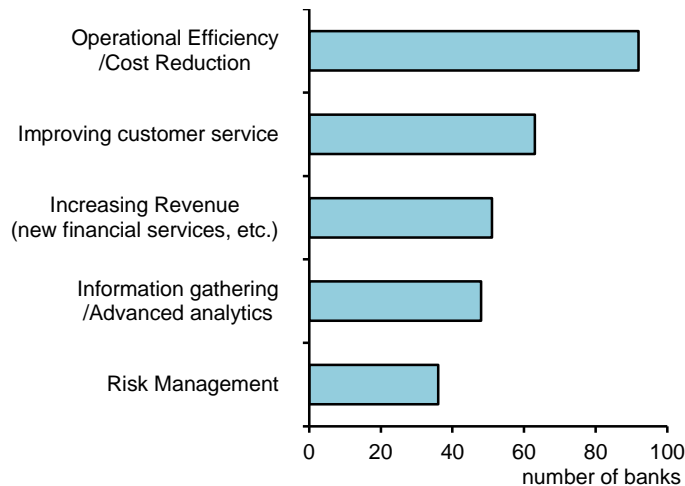 Operational Efficiency
/Cost Reduction
Improving customer service
Increasing Revenue
(new financial services, etc.)
Information gathering
/Advanced analytics
Risk Management
0 20 40 60 80 100
number of banks